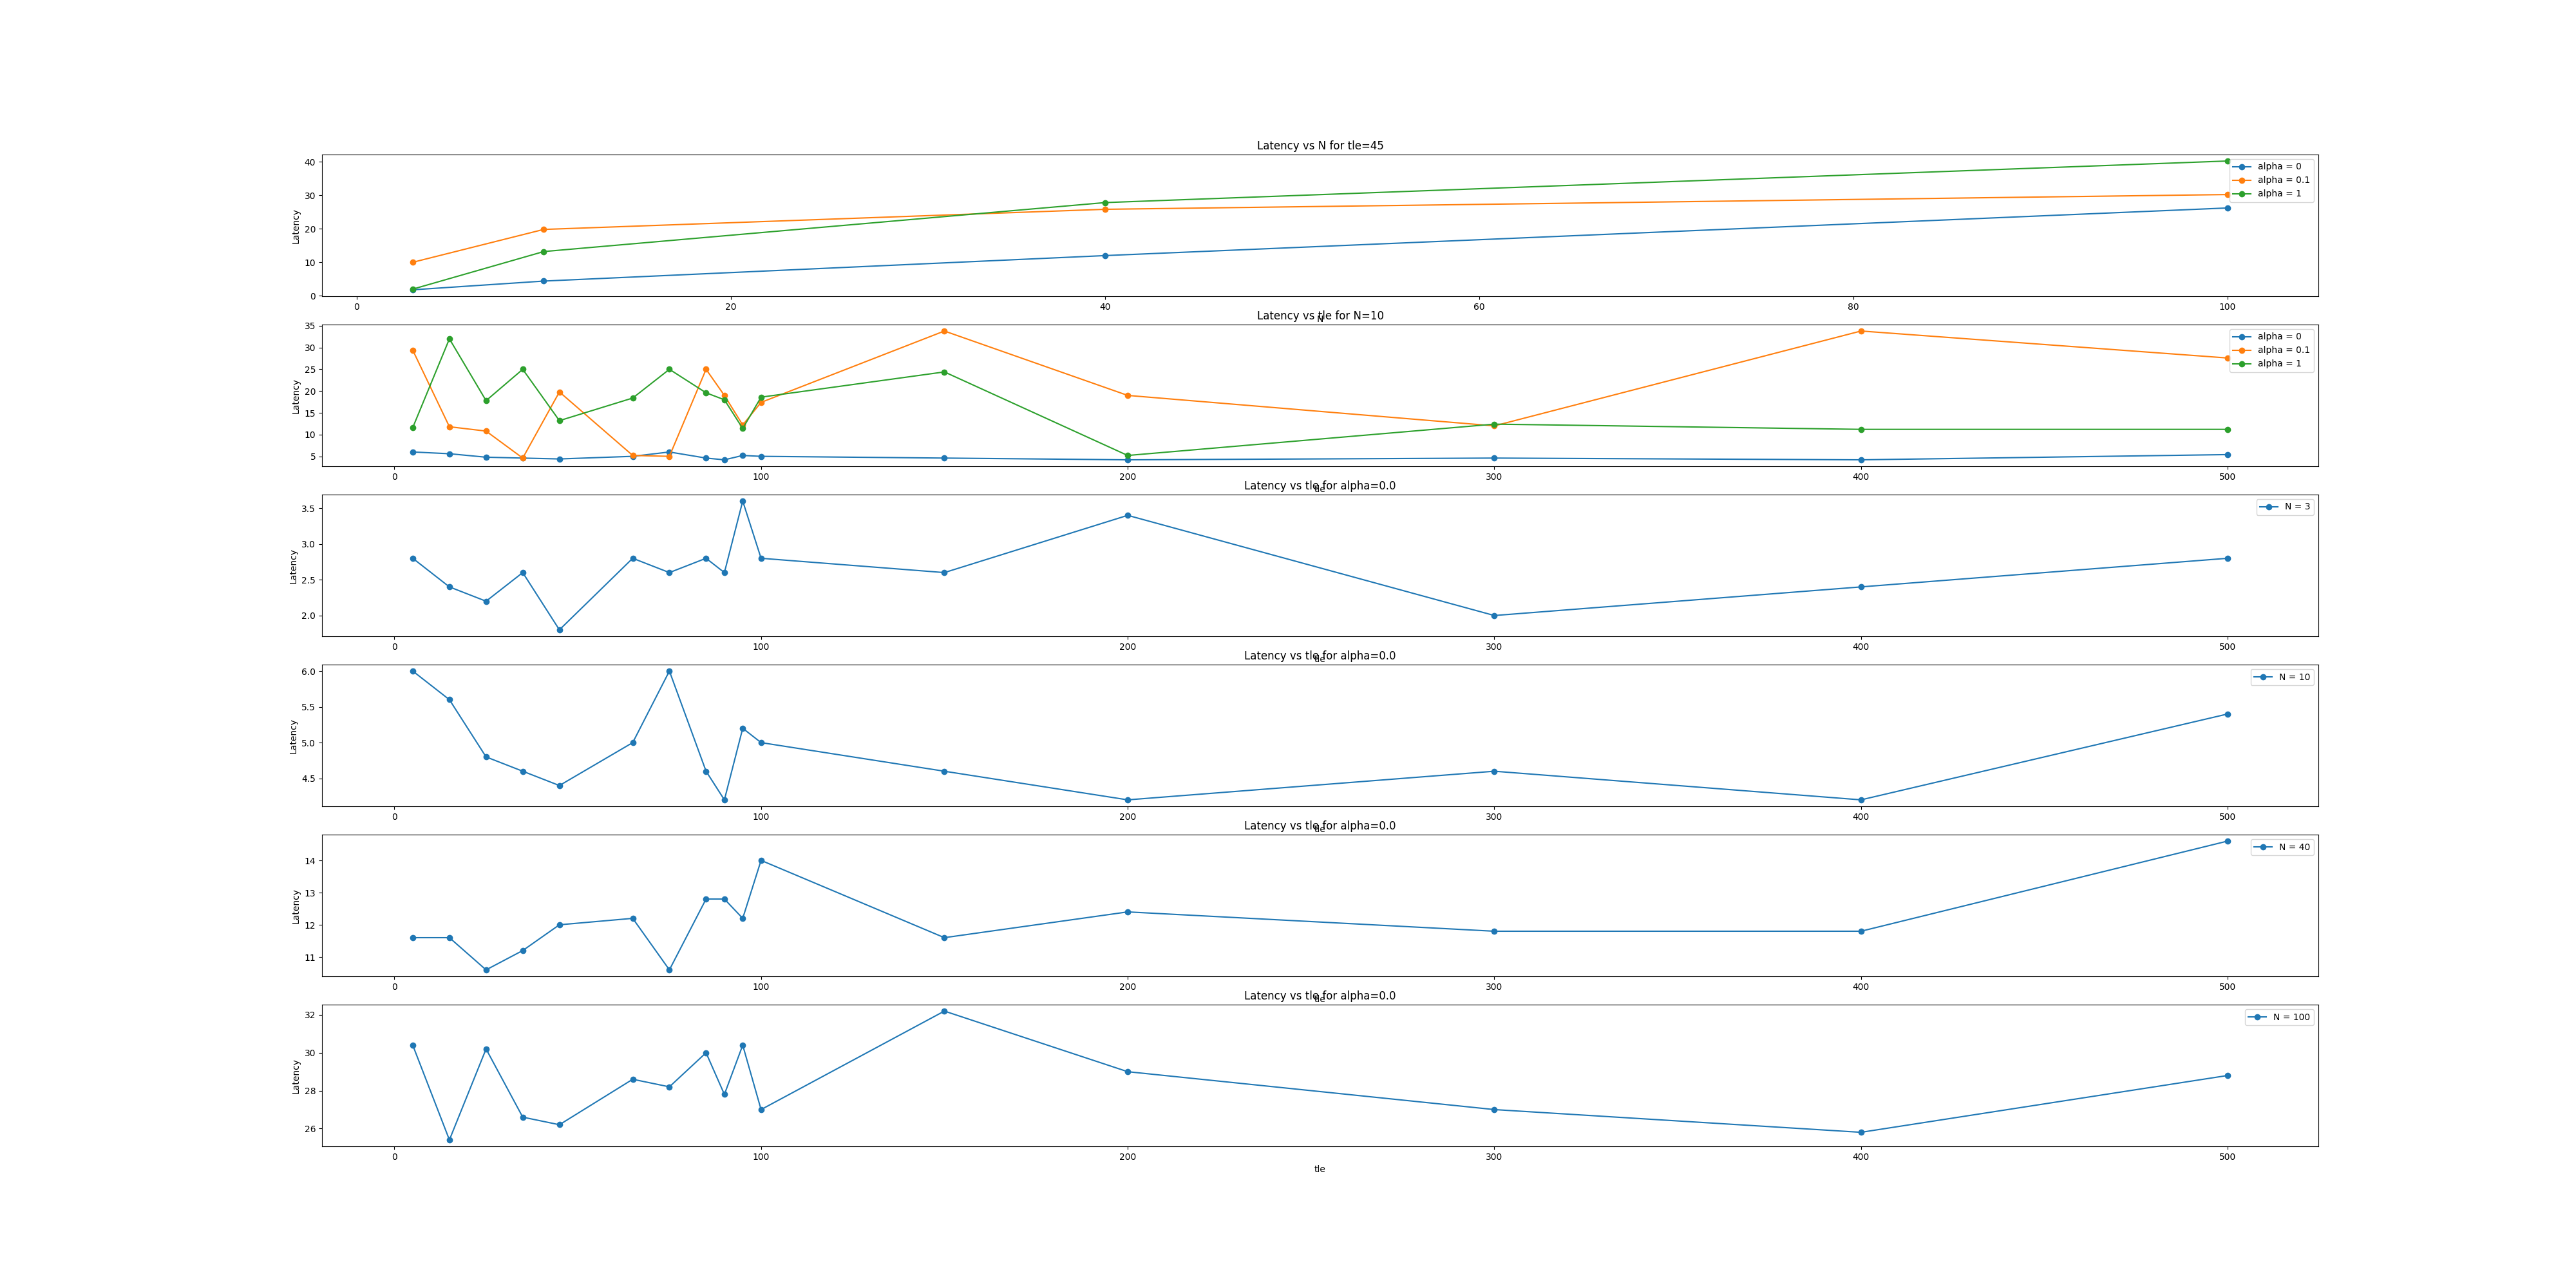 Latency vs N for tle=45
Latency
40
30
20
10
0
alpha = 0
alpha = 0.1
alpha = 1
0 20 40 60 80 100
N
Latency vs tle for N=10
Latency
35
30
25
20
15
10
5
alpha = 0
alpha = 0.1
alpha = 1
0 100 200 300 400 500
tle
Latency vs tle for alpha=0.0
Latency
3.5
3.0
2.5
2.0
N = 3
0 100 200 300 400 500
tle
Latency vs tle for alpha=0.0
Latency
6.0
5.5
5.0
4.5
N = 10
0 100 200 300 400 500
tle
Latency vs tle for alpha=0.0
Latency
14
13
12
11
N = 40
0 100 200 300 400 500
tle
Latency vs tle for alpha=0.0
Latency
32
30
28
26
N = 100
0 100 200 300 400 500
tle